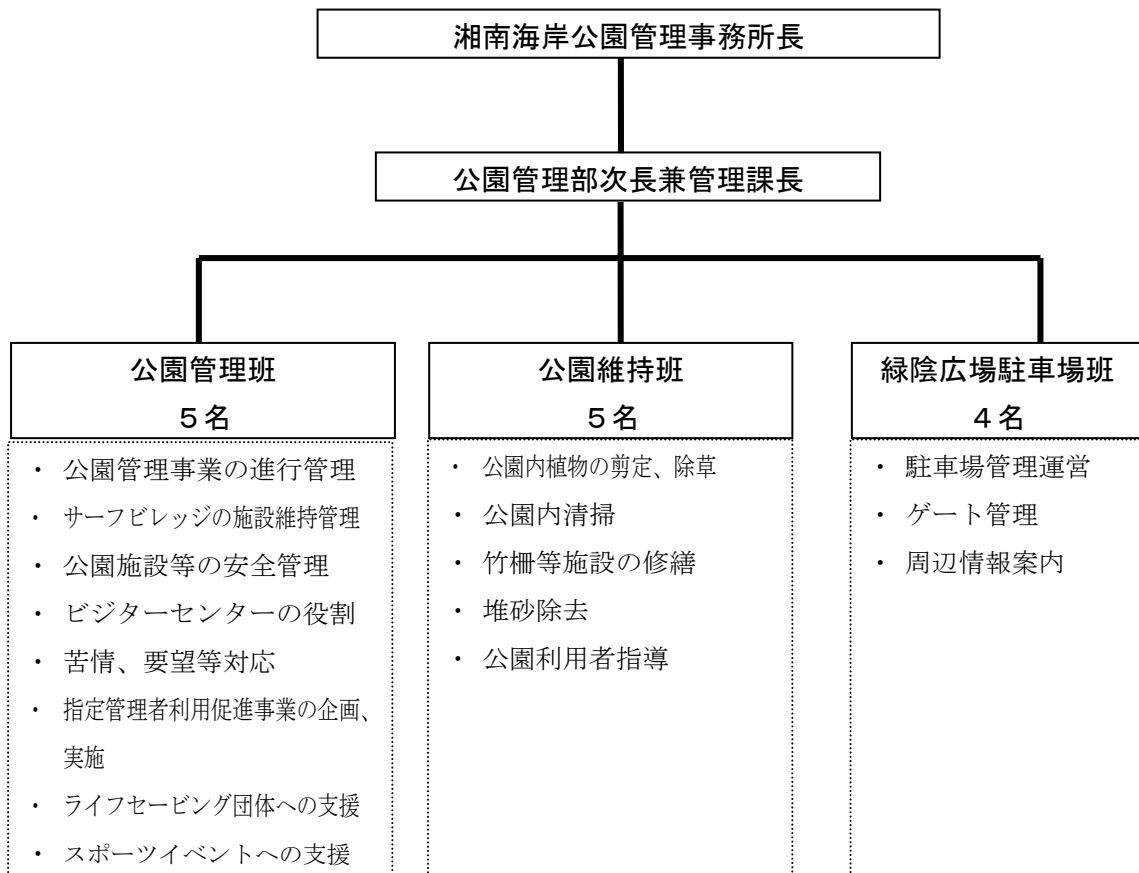 湘南海岸公園管理事務所長
公園管理部次長兼管理課長
公園管理班
５名
・ 公園管理事業の進行管理
・ サーフビレッジの施設維持管理
・ 公園施設等の安全管理
・ ビジターセンターの役割
・ 苦情、要望等対応
・ 指定管理者利用促進事業の企画、
実施
・ ライフセービング団体への支援
・ スポーツイベントへの支援
公園維持班
５名
・ 公園内植物の剪定、除草
・ 公園内清掃
・ 竹柵等施設の修繕
・ 堆砂除去
・ 公園利用者指導
緑陰広場駐車場班
４名
・ 駐車場管理運営
・ ゲート管理
・ 周辺情報案内